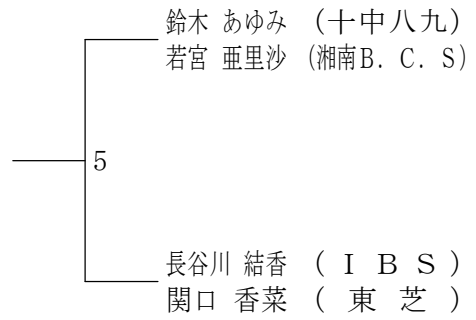 鈴木 あゆみ （十中八九）
若宮 亜里沙 （湘南Ｂ．Ｃ．Ｓ）
5
長谷川 結香 （ＩＢＳ）
関口 香菜 （東 芝）